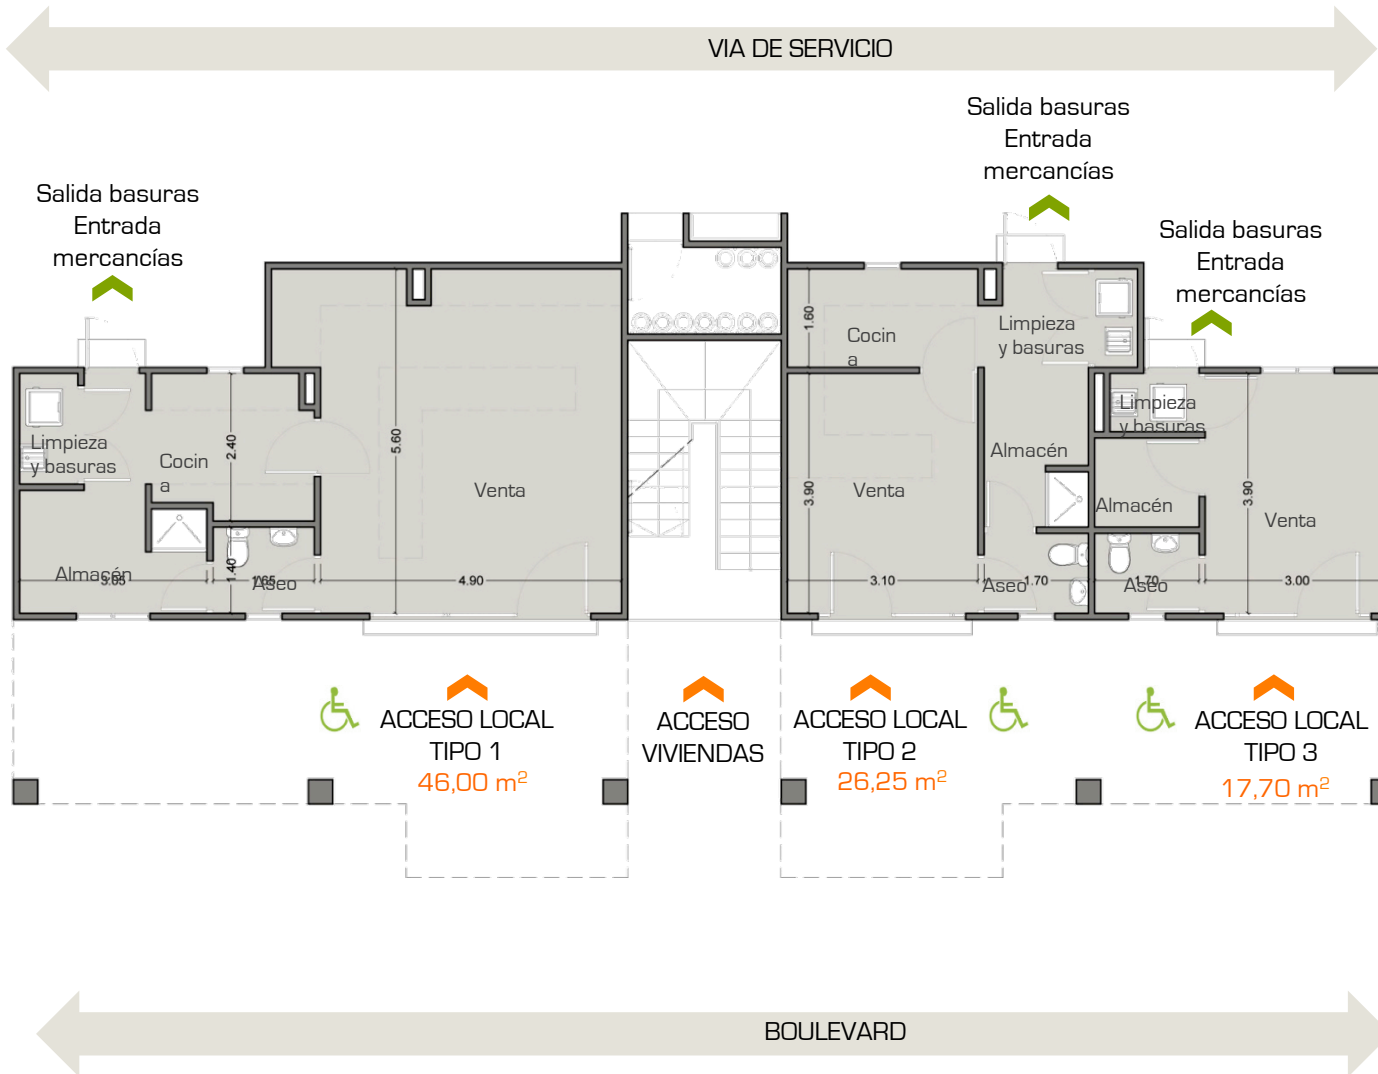 VIA DE SERVICIO
Salida basuras
Entrada
mercancías
Salida basuras
Entrada
mercancías
Salida basuras
Entrada
mercancías
Limpieza
y basuras
Cocin
a
2.40
5.60
Venta
Almacén
3.65
1.40
1.65
Aseo
4.90
1.60
Cocin
a
Limpieza
y basuras
3.90
Venta
Almacén
3.10
Aseo
1.70
Limpieza
y basuras
Almacén
3.90
Venta
1.70
Aseo
3.00
ACCESO LOCAL
TIPO 1
46,00 m²
ACCESO
VIVIENDAS
ACCESO LOCAL
TIPO 2
26,25 m²
ACCESO LOCAL
TIPO 3
17,70 m²
BOULEVARD